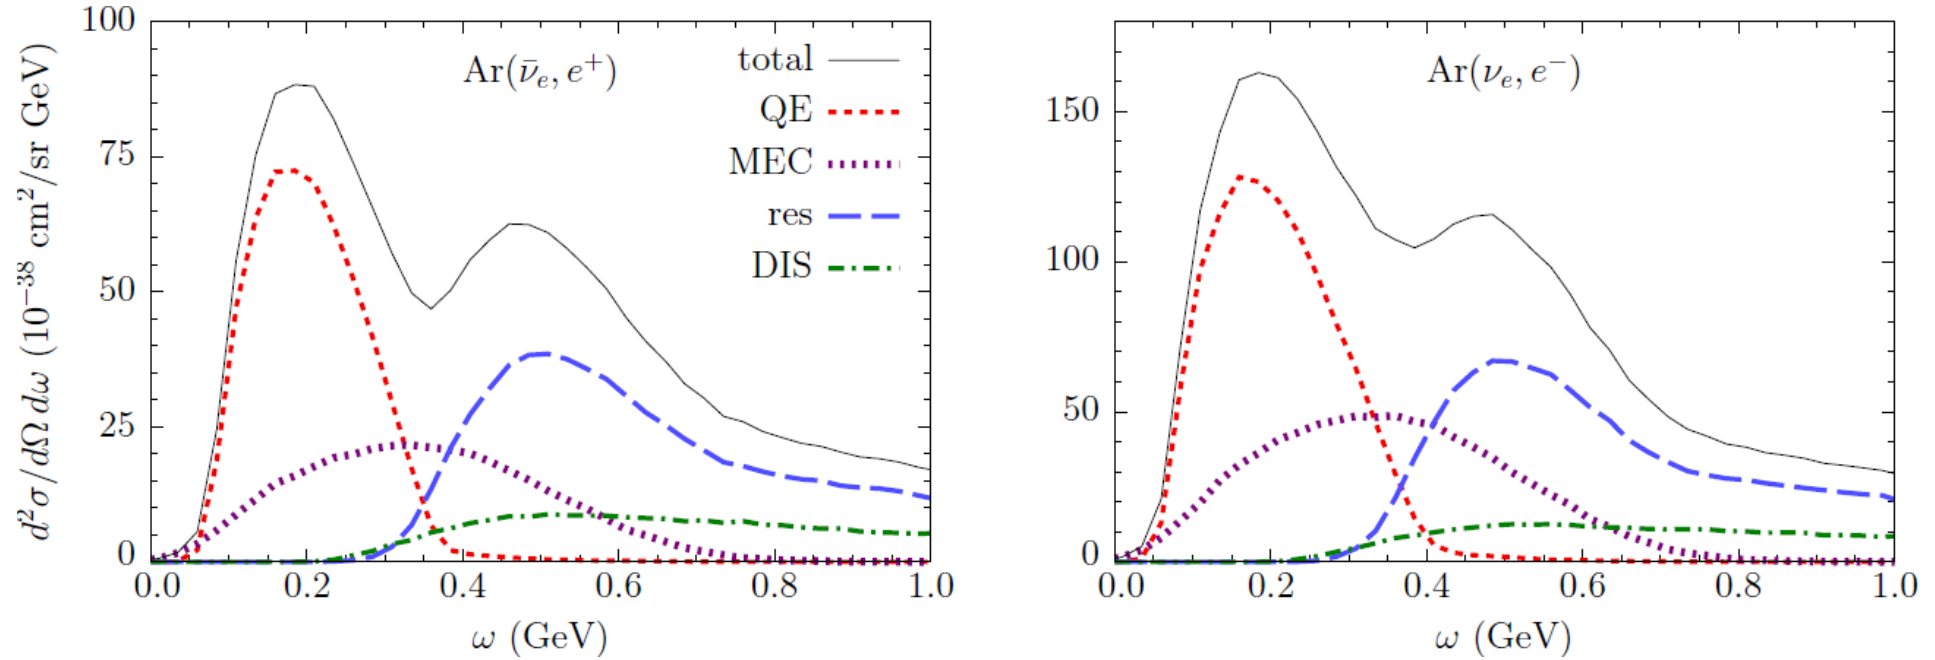 d²σ/dΩ dω (10⁻³⁸ cm²/sr GeV)
100
75
50
25
0
0.0 0.2 0.4 0.6 0.8 1.0
ω (GeV)
Ar(ν̄ₑ, e⁺)
total
QE
MEC
res
DIS
150
100
50
0
0.0 0.2 0.4 0.6 0.8 1.0
ω (GeV)
Ar(νₑ, e⁻)